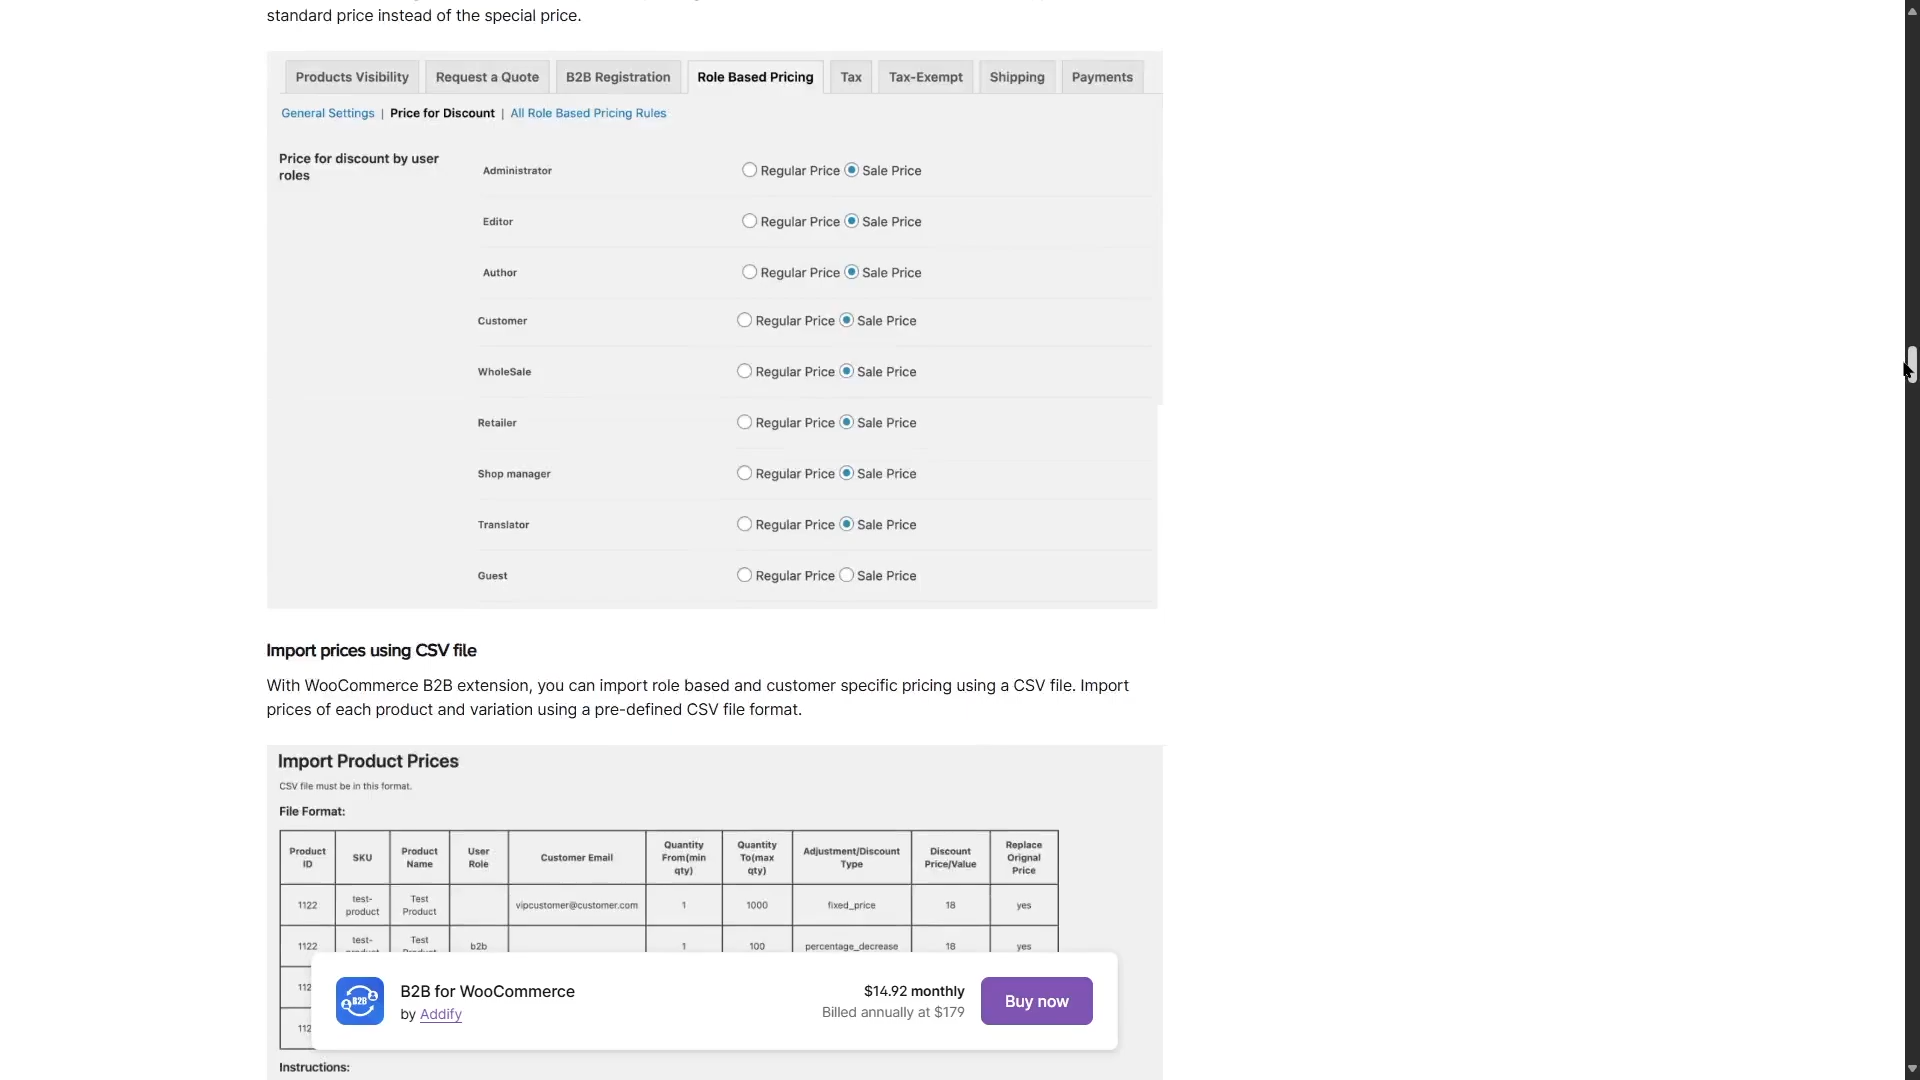 standard price instead of the special price.
Products Visibility Request a Quote B2B Registration Role Based Pricing Tax Tax-Exempt Shipping Payments
General Settings | Price for Discount | All Role Based Pricing Rules
Price for discount by user
roles
Administrator Regular Price Sale Price
Editor Regular Price Sale Price
Author Regular Price Sale Price
Customer Regular Price Sale Price
WholeSale Regular Price Sale Price
Retailer Regular Price Sale Price
Shop manager Regular Price Sale Price
Translator Regular Price Sale Price
Guest Regular Price Sale Price
Import prices using CSV file
With WooCommerce B2B extension, you can import role based and customer specific pricing using a CSV file. Import
prices of each product and variation using a pre-defined CSV file format.
Import Product Prices
CSV file must be in this format.
File Format:
Product ID SKU Product Name User Role Customer Email Quantity From(min qty) Quantity To(max qty) Adjustment/Discount Type Discount Price/Value Replace Orignal Price
1122 test-product Test Product vipcustomer@customer.com 1 1000 fixed_price 18 yes
1122 test- Test b2b 1 100 percentage_decrease 18 yes
112
112
B2B
B2B for WooCommerce
by Addify
$14.92 monthly
Billed annually at $179
Buy now
Instructions: